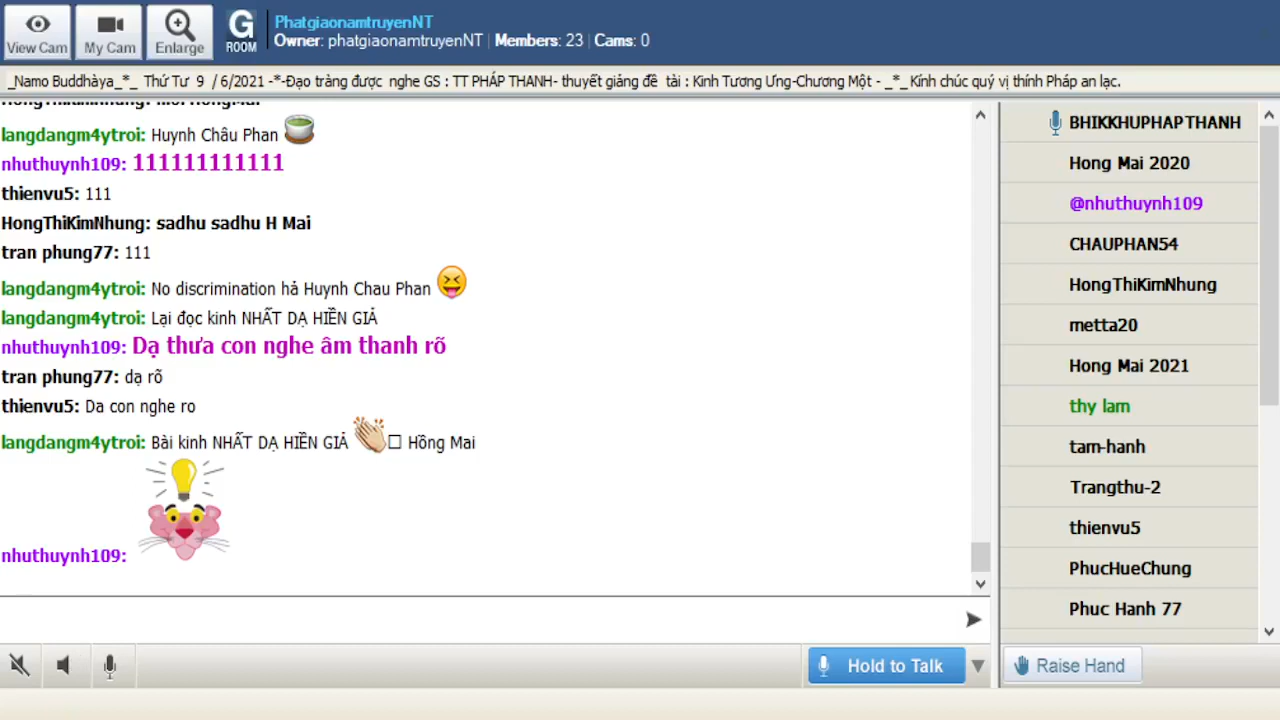 View Cam
My Cam
Enlarge
G
ROOM
PhatgiaonamtruyenNT
Owner: phatgiaonamtruyenNT | Members: 23 | Cams: 0
_Namo Buddhàya_*_ Thứ Tư 9 / 6/2021 -*-Đạo tràng được nghe GS : TT PHÁP THANH- thuyết giảng đề tài : Kinh Tương Ưng-Chương Một - _*_Kính chúc quý vị thính Pháp an lạc.
HongThiKimNhung: moi HongMai
langdangm4ytroi: Huynh Châu Phan
nhuthuynh109: 111111111111
thienvu5: 111
HongThiKimNhung: sadhu sadhu H Mai
tran phung77: 111
langdangm4ytroi: No discrimination hả Huynh Chau Phan
langdangm4ytroi: Lại đọc kinh NHẤT DẠ HIỀN GIẢ
nhuthuynh109: Dạ thưa con nghe âm thanh rõ
tran phung77: dạ rõ
thienvu5: Da con nghe ro
langdangm4ytroi: Bài kinh NHẤT DẠ HIỀN GIẢ Hồng Mai
nhuthuynh109:
BHIKKHUPHAPTHANH
Hong Mai 2020
@nhuthuynh109
CHAUPHAN54
HongThiKimNhung
metta20
Hong Mai 2021
thy lam
tam-hanh
Trangthu-2
thienvu5
PhucHueChung
Phuc Hanh 77
Hold to Talk
Raise Hand